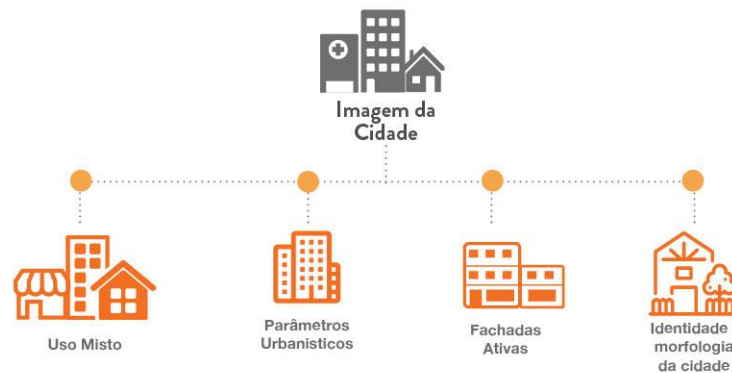 Imagem da
Cidade
Uso Misto
Parâmetros
Urbanisticos
Fachadas
Ativas
Identidade
morfologia
da cidade